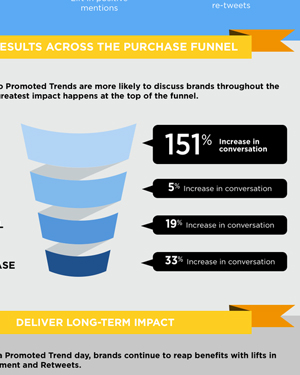 mentions
re-tweets
RESULTS ACROSS THE PURCHASE FUNNEL
o Promoted Trends are more likely to discuss brands throughout the
greatest impact happens at the top of the funnel.
151% Increase in
conversation
5% Increase in conversation
19% Increase in conversation
33% Increase in conversation
ASE
DELIVER LONG-TERM IMPACT
a Promoted Trend day, brands continue to reap benefits with lifts in
ment and Retweets.